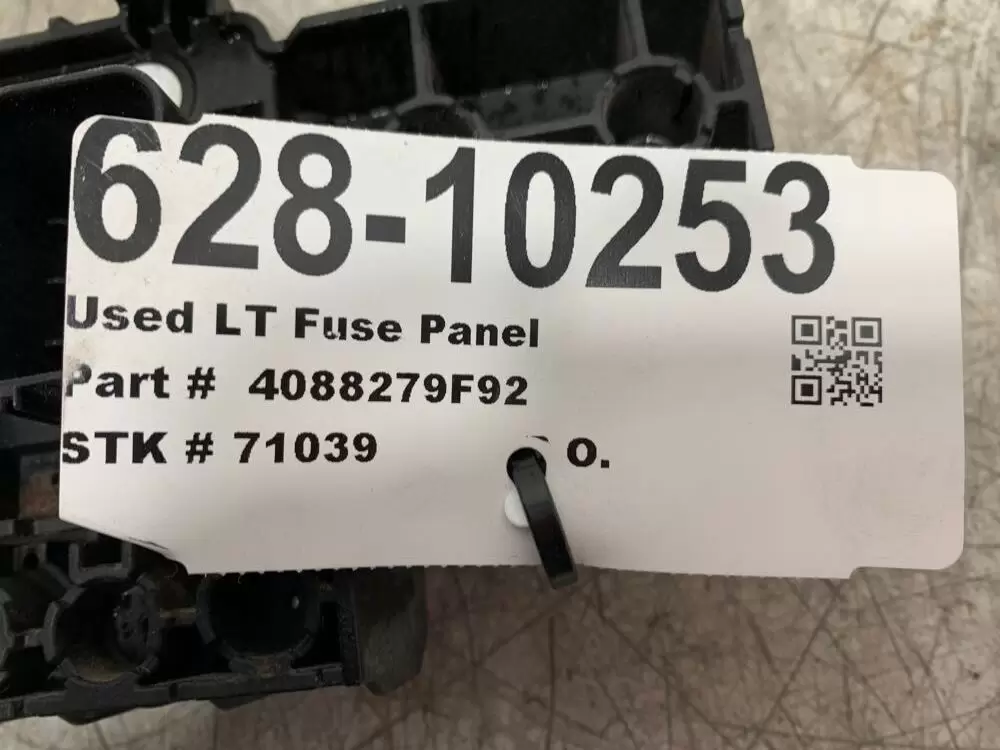 628-10253
Used LT Fuse Panel
Part # 4088279F92
STK # 71039 O.